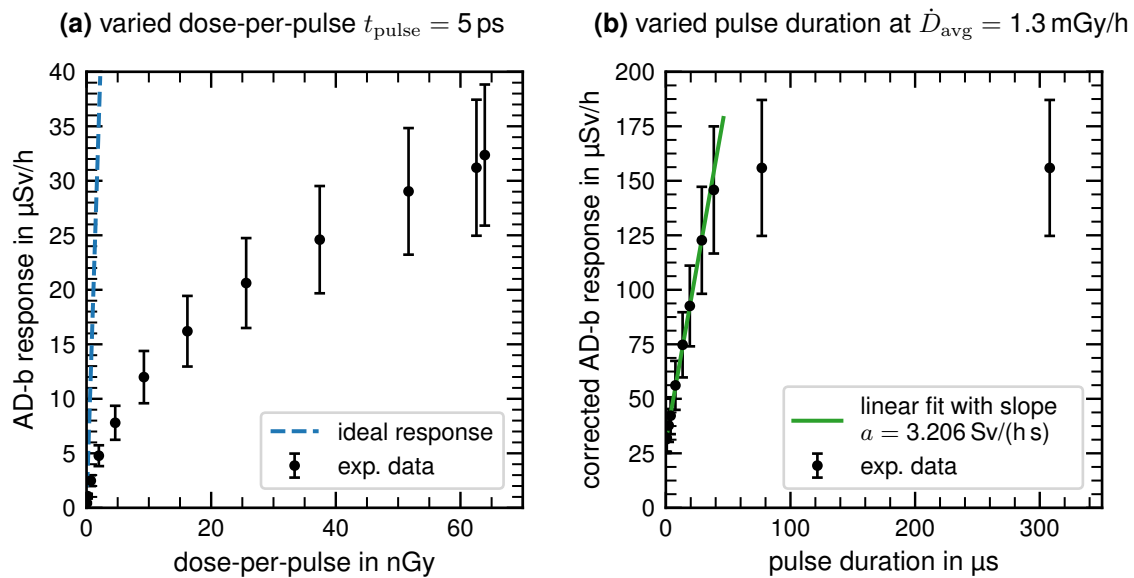 (a) varied dose-per-pulse t_pulse = 5 ps
40
35
30
25
20
15
10
5
0
0 20 40 60
AD-b response in µSv/h
dose-per-pulse in nGy
ideal response
exp. data
(b) varied pulse duration at Ḋ_avg = 1.3 mGy/h
200
175
150
125
100
75
50
25
0
0 100 200 300
corrected AD-b response in µSv/h
pulse duration in µs
linear fit with slope
a = 3.206 Sv/(h s)
exp. data